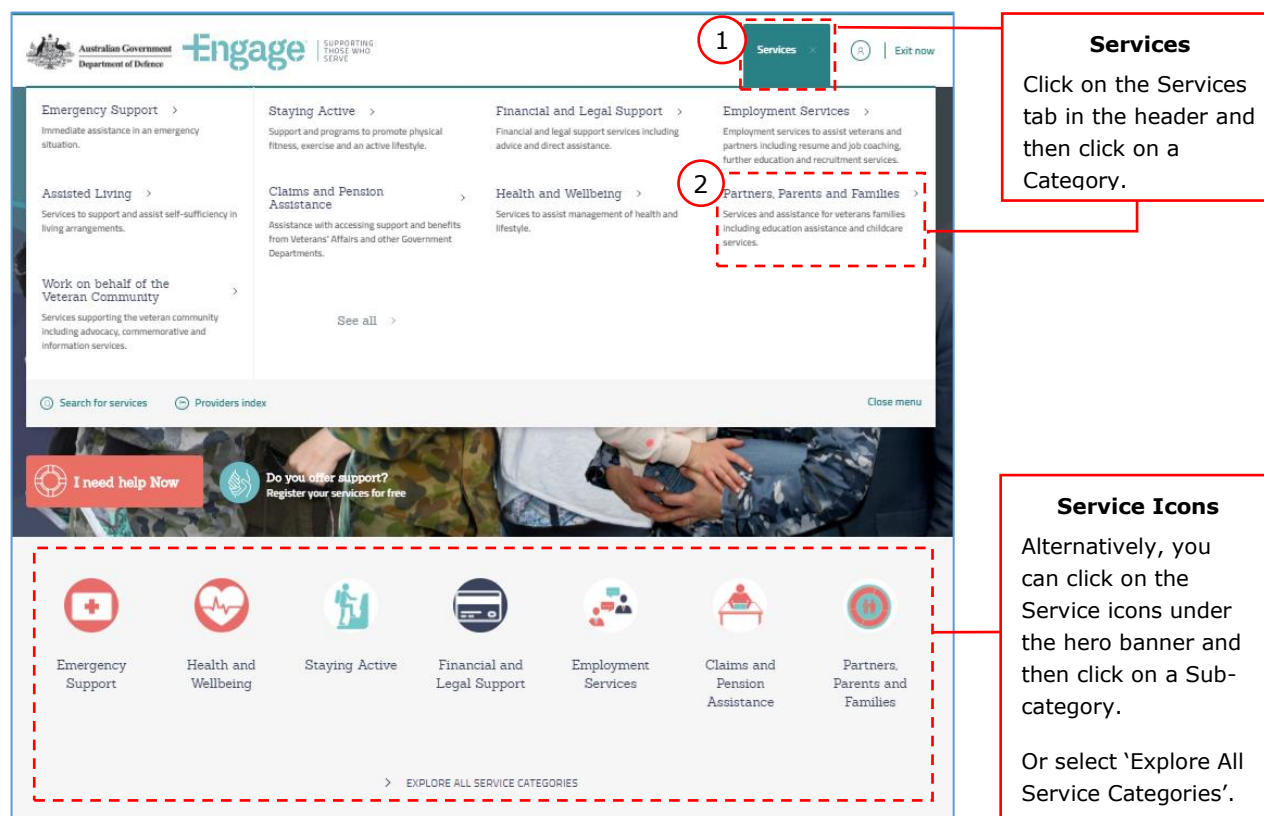 Australian Government
Department of Defence
Engage
SUPPORTING
THOSE WHO
SERVE
1
Services ×
Exit now
Emergency Support >
Immediate assistance in an emergency
situation.
Staying Active >
Support and programs to promote physical
fitness, exercise and an active lifestyle.
Financial and Legal Support >
Financial and legal support services including
advice and direct assistance.
Employment Services >
Employment services to assist veterans and
partners including resume and job coaching,
further education and recruitment services.
Assisted Living >
Services to support and assist self-sufficiency in
living arrangements.
Claims and Pension
Assistance >
Assistance with accessing support and benefits
from Veterans' Affairs and other Government
Departments.
Health and Wellbeing >
Services to assist management of health and
lifestyle.
2
Partners, Parents and Families >
Services and assistance for veterans families
including education assistance and childcare
services.
Work on behalf of the
Veteran Community >
Services supporting the veteran community
including advocacy, commemorative and
information services.
See all >
Search for services
Providers index
Close menu
I need help Now
Do you offer support?
Register your services for free
Emergency
Support
Health and
Wellbeing
Staying Active
Financial and
Legal Support
Employment
Services
Claims and
Pension
Assistance
Partners,
Parents and
Families
> EXPLORE ALL SERVICE CATEGORIES
Services
Click on the Services
tab in the header and
then click on a
Category.
Service Icons
Alternatively, you
can click on the
Service icons under
the hero banner and
then click on a Sub-
category.
Or select ‘Explore All
Service Categories’.